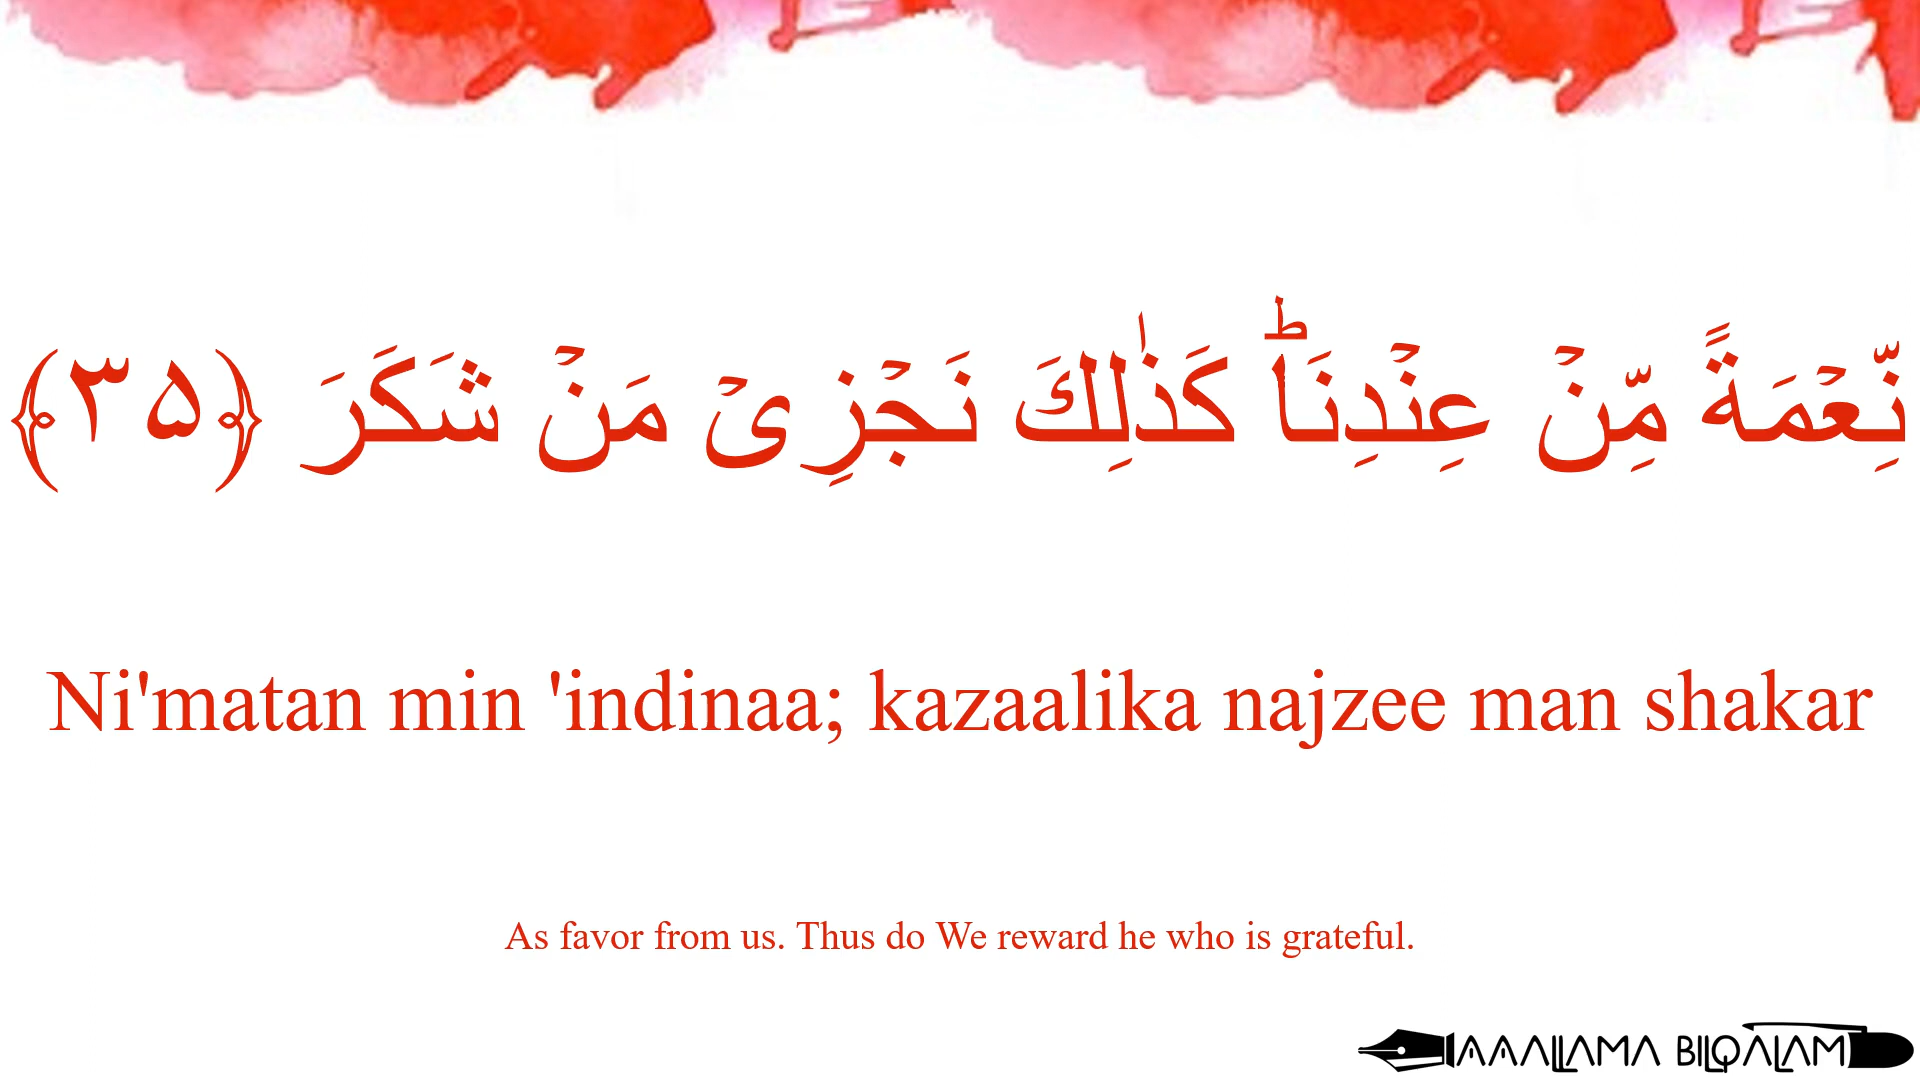 نِّعۡمَةً مِّنۡ عِنۡدِنَا‌ؕ كَذٰلِكَ نَجۡزِىۡ مَنۡ شَكَرَ ﴿۳۵﴾
Ni'matan min 'indinaa; kazaalika najzee man shakar
As favor from us. Thus do We reward he who is grateful.
AAALLAMA BILQALAM